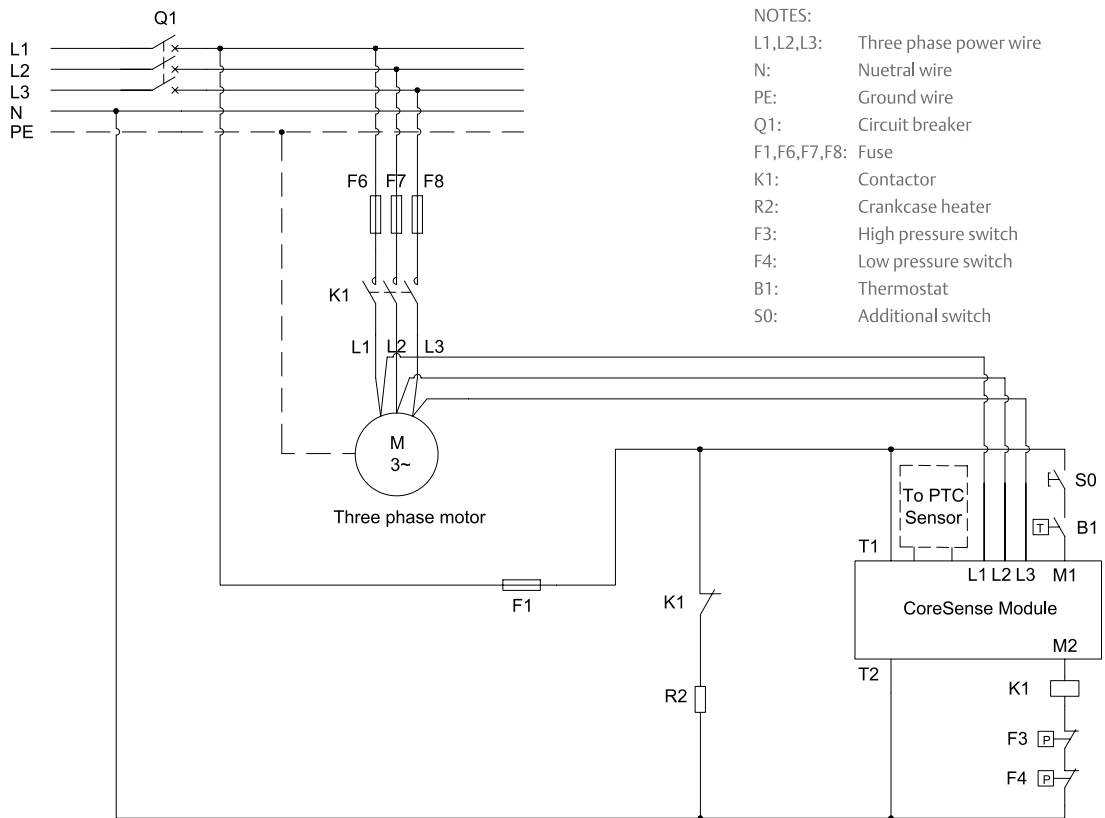 Q1
L1
L2
L3
N
PE
NOTES:
L1,L2,L3: Three phase power wire
N: Nuetral wire
PE: Ground wire
Q1: Circuit breaker
F1,F6,F7,F8: Fuse
K1: Contactor
R2: Crankcase heater
F3: High pressure switch
F4: Low pressure switch
B1: Thermostat
S0: Additional switch
F6 F7 F8
K1
L1 L2 L3
M
3~
Three phase motor
F1
K1
R2
To PTC
Sensor
S0
T B1
T1
L1 L2 L3 M1
CoreSense Module
M2
T2
K1
F3 P
F4 P